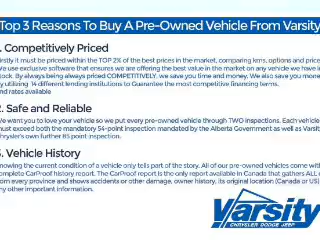 Top 3 Reasons To Buy A Pre-Owned Vehicle From Varsity
. Competitively Priced
Firstly it must be priced within the TOP 2% of the best prices in the market, comparing kms, options and price
We use exclusive software that ensures we are offering the best value in the market on any vehicle we have in
stock. By always being always priced COMPETITIVELY, we save you time and money. We also save you mone
by utilising 14 different lending institutions to Guarantee the most competitive financing terms.
and rates available
2. Safe and Reliable
We want you to love your vehicle so we put every pre-owned vehicle through TWO inspections. Each vehicle
must exceed both the mandatory 54-point inspection mandated by the Alberta Government as well as Varsit
Chrysler's own further 85 point inspection.
3. Vehicle History
Knowing the current condition of a vehicle only tells part of the story. All of our pre-owned vehicles come with
complete CarProof history report. The CarProof report is the only report available in Canada that gathers ALL
from every province and shows accidents or other damage, owner history, its original location (Canada or US)
any other important information.
Varsity
CHRYSLER DODGE JEEP